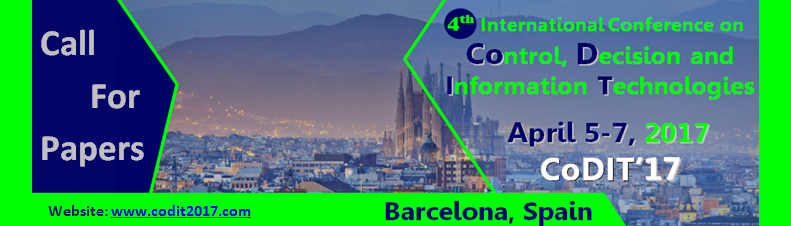 Call
For
Papers
4th International Conference on
Control, Decision and
Information Technologies
April 5-7, 2017
CoDIT'17
Website: www.codit2017.com
Barcelona, Spain